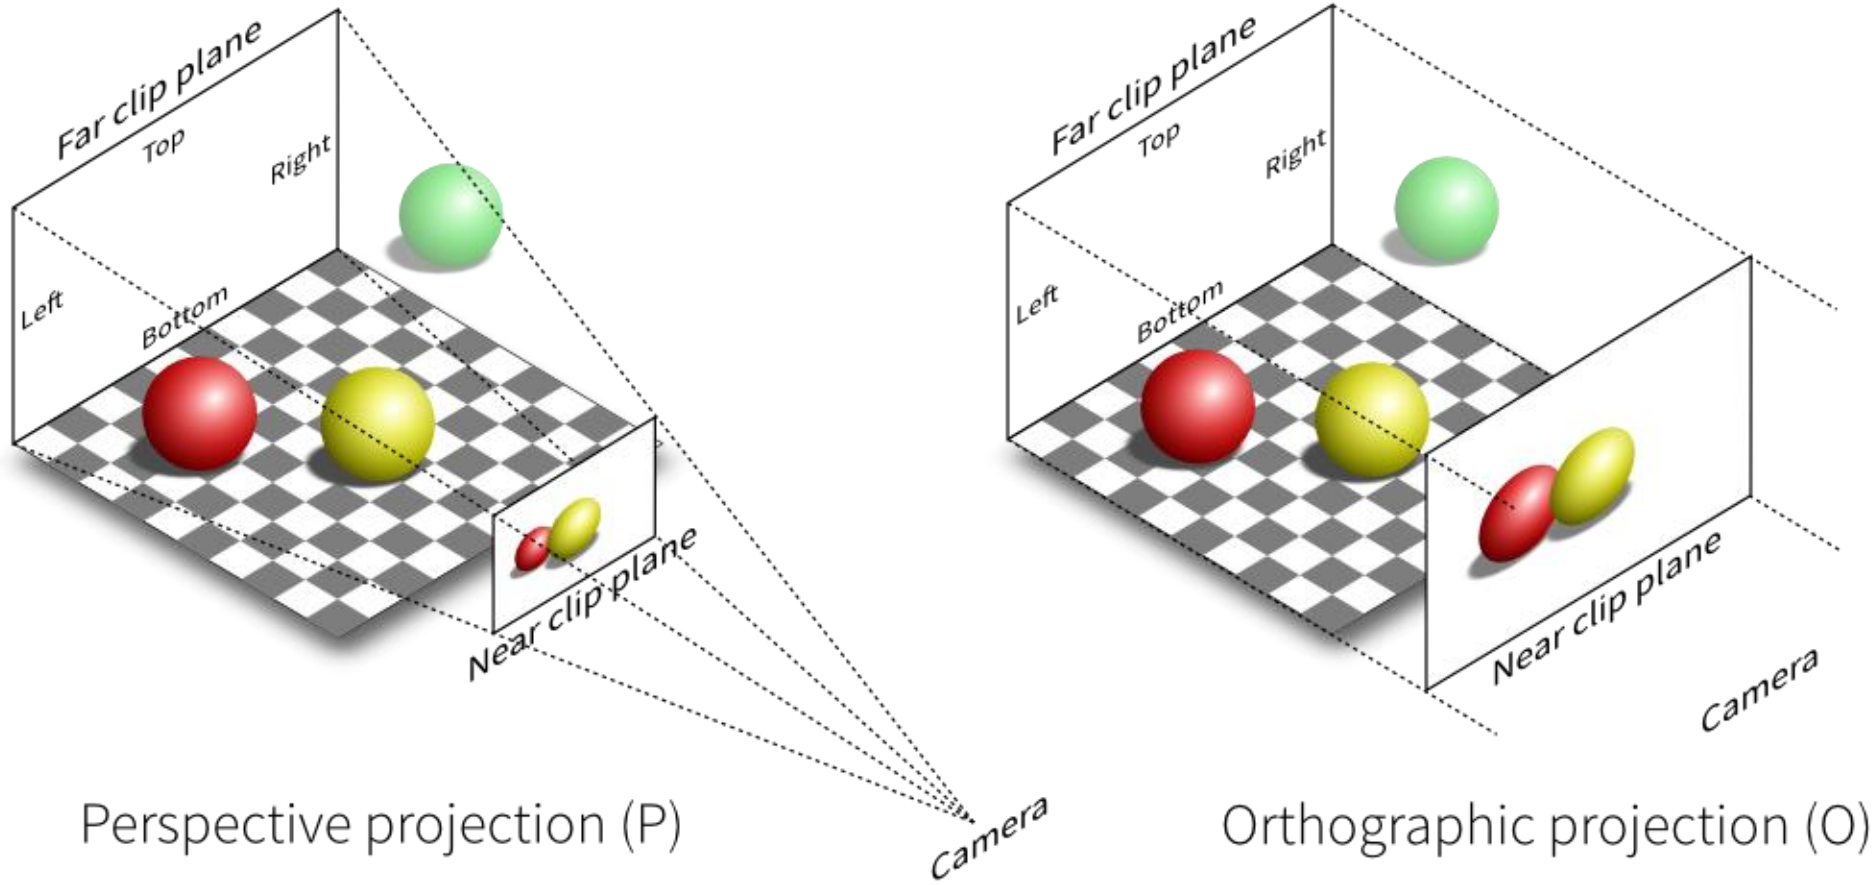 Far clip plane
Top
Right
Left
Bottom
Near clip plane
Camera
Perspective projection (P)
Far clip plane
Top
Right
Left
Bottom
Near clip plane
Camera
Orthographic projection (O)